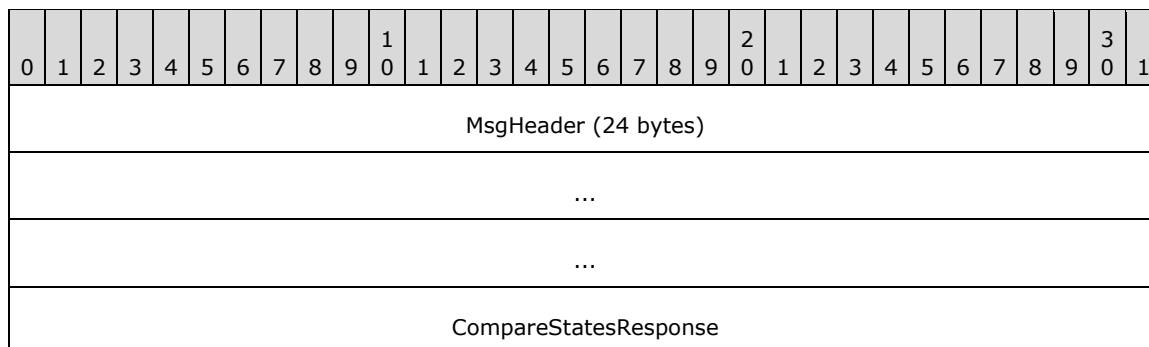 1 2 3
0 1 2 3 4 5 6 7 8 9 0 1 2 3 4 5 6 7 8 9 0 1 2 3 4 5 6 7 8 9 0 1
MsgHeader (24 bytes)
...
...
CompareStatesResponse